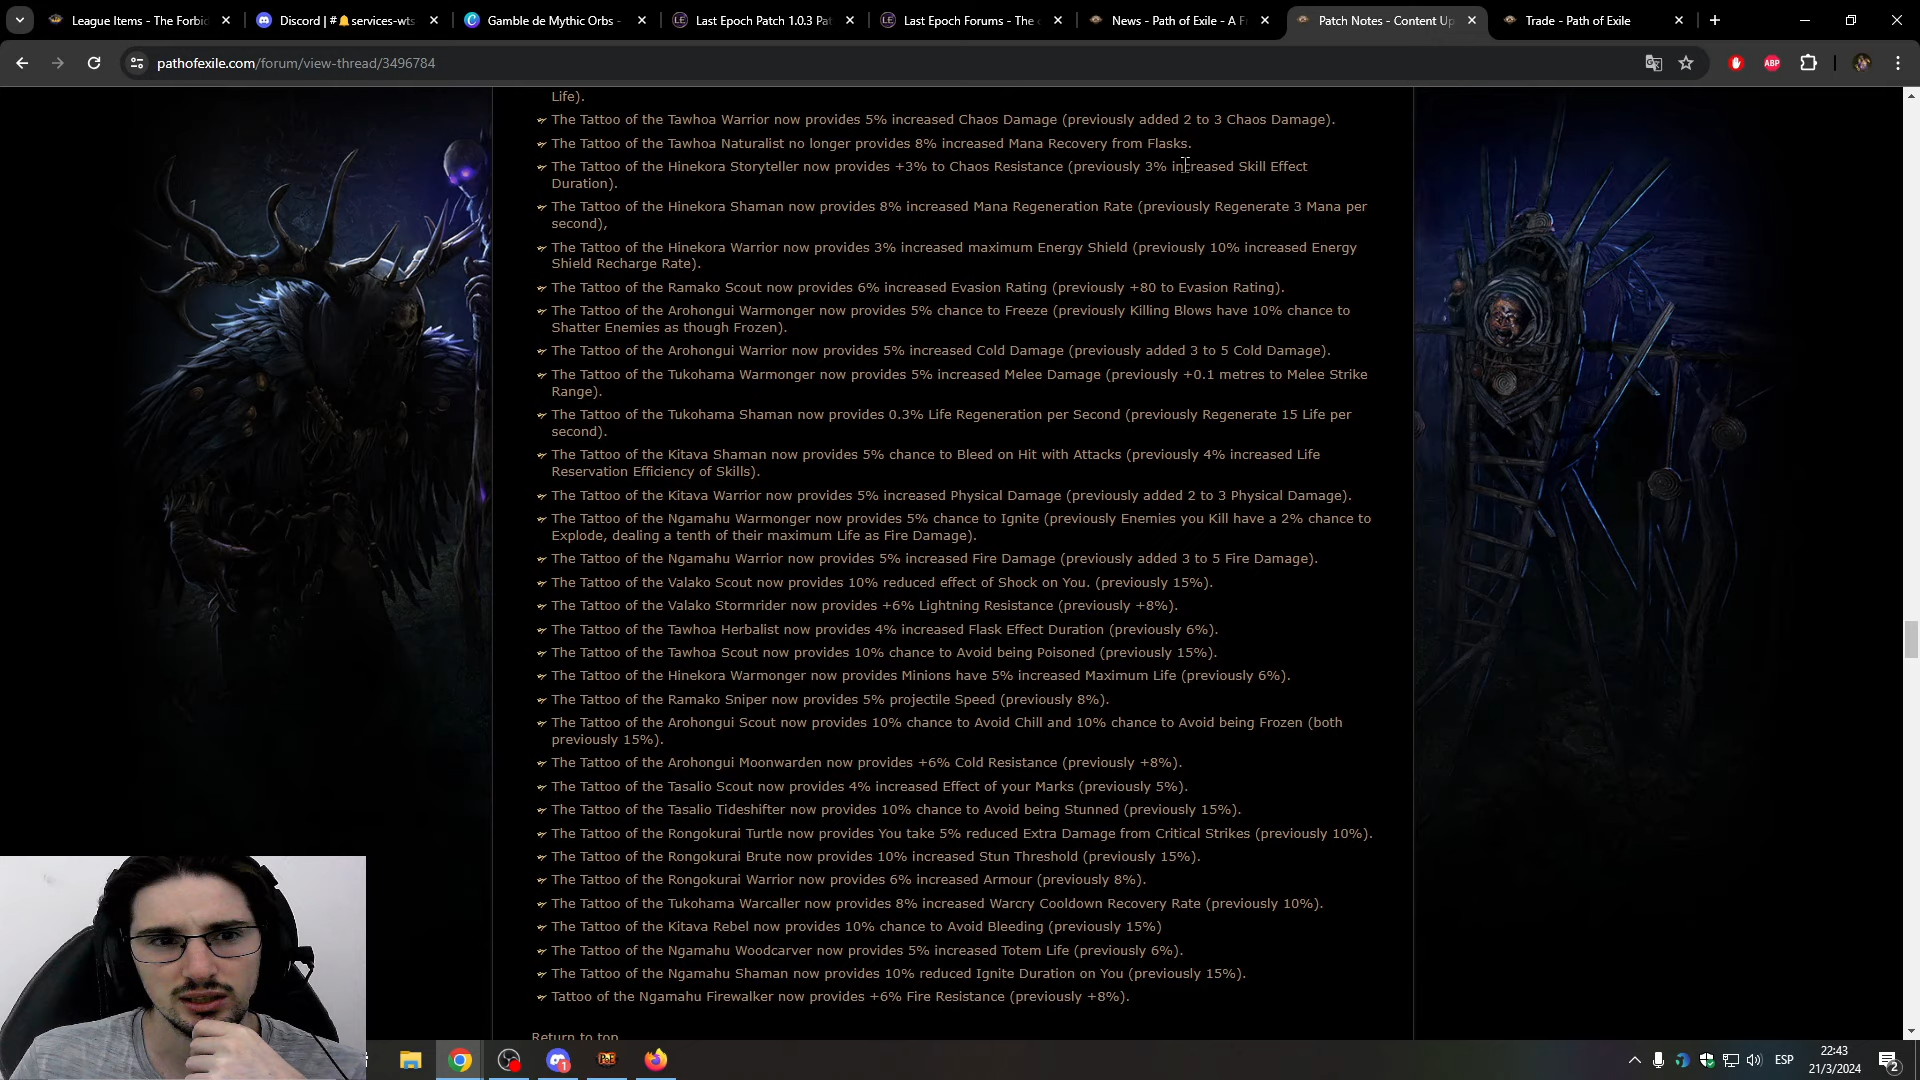 League Items - The Forbid
Discord | #🔔services-wts
Gamble de Mythic Orbs -
Last Epoch Patch 1.0.3 Pat
Last Epoch Forums - The
News - Path of Exile - A F
Patch Notes - Content Up
Trade - Path of Exile
pathofexile.com/forum/view-thread/3496784
ABP
Life).
The Tattoo of the Tawhoa Warrior now provides 5% increased Chaos Damage (previously added 2 to 3 Chaos Damage).
The Tattoo of the Tawhoa Naturalist no longer provides 8% increased Mana Recovery from Flasks.
The Tattoo of the Hinekora Storyteller now provides +3% to Chaos Resistance (previously 3% increased Skill Effect
Duration).
The Tattoo of the Hinekora Shaman now provides 8% increased Mana Regeneration Rate (previously Regenerate 3 Mana per
second),
The Tattoo of the Hinekora Warrior now provides 3% increased maximum Energy Shield (previously 10% increased Energy
Shield Recharge Rate).
The Tattoo of the Ramako Scout now provides 6% increased Evasion Rating (previously +80 to Evasion Rating).
The Tattoo of the Arohongui Warmonger now provides 5% chance to Freeze (previously Killing Blows have 10% chance to
Shatter Enemies as though Frozen).
The Tattoo of the Arohongui Warrior now provides 5% increased Cold Damage (previously added 3 to 5 Cold Damage).
The Tattoo of the Tukohama Warmonger now provides 5% increased Melee Damage (previously +0.1 metres to Melee Strike
Range).
The Tattoo of the Tukohama Shaman now provides 0.3% Life Regeneration per Second (previously Regenerate 15 Life per
second).
The Tattoo of the Kitava Shaman now provides 5% chance to Bleed on Hit with Attacks (previously 4% increased Life
Reservation Efficiency of Skills).
The Tattoo of the Kitava Warrior now provides 5% increased Physical Damage (previously added 2 to 3 Physical Damage).
The Tattoo of the Ngamahu Warmonger now provides 5% chance to Ignite (previously Enemies you Kill have a 2% chance to
Explode, dealing a tenth of their maximum Life as Fire Damage).
The Tattoo of the Ngamahu Warrior now provides 5% increased Fire Damage (previously added 3 to 5 Fire Damage).
The Tattoo of the Valako Scout now provides 10% reduced effect of Shock on You. (previously 15%).
The Tattoo of the Valako Stormrider now provides +6% Lightning Resistance (previously +8%).
The Tattoo of the Tawhoa Herbalist now provides 4% increased Flask Effect Duration (previously 6%).
The Tattoo of the Tawhoa Scout now provides 10% chance to Avoid being Poisoned (previously 15%).
The Tattoo of the Hinekora Warmonger now provides Minions have 5% increased Maximum Life (previously 6%).
The Tattoo of the Ramako Sniper now provides 5% projectile Speed (previously 8%).
The Tattoo of the Arohongui Scout now provides 10% chance to Avoid Chill and 10% chance to Avoid being Frozen (both
previously 15%).
The Tattoo of the Arohongui Moonwarden now provides +6% Cold Resistance (previously +8%).
The Tattoo of the Tasalio Scout now provides 4% increased Effect of your Marks (previously 5%).
The Tattoo of the Tasalio Tideshifter now provides 10% chance to Avoid being Stunned (previously 15%).
The Tattoo of the Rongokurai Turtle now provides You take 5% reduced Extra Damage from Critical Strikes (previously 10%).
The Tattoo of the Rongokurai Brute now provides 10% increased Stun Threshold (previously 15%).
The Tattoo of the Rongokurai Warrior now provides 6% increased Armour (previously 8%).
The Tattoo of the Tukohama Warcaller now provides 8% increased Warcry Cooldown Recovery Rate (previously 10%).
The Tattoo of the Kitava Rebel now provides 10% chance to Avoid Bleeding (previously 15%)
The Tattoo of the Ngamahu Woodcarver now provides 5% increased Totem Life (previously 6%).
The Tattoo of the Ngamahu Shaman now provides 10% reduced Ignite Duration on You (previously 15%).
Tattoo of the Ngamahu Firewalker now provides +6% Fire Resistance (previously +8%).
Return to top
ESP
22:43
21/3/2024
2
1